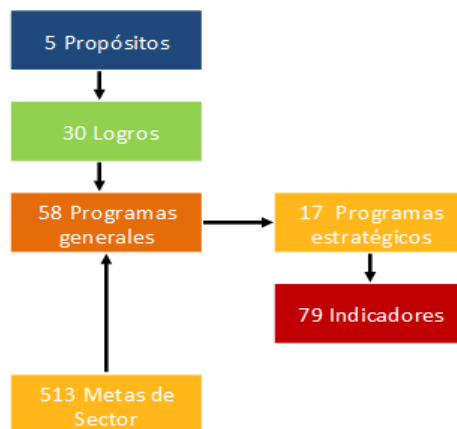 5 Propósitos
30 Logros
58 Programas
generales
17 Programas
estratégicos
79 Indicadores
513 Metas de
Sector